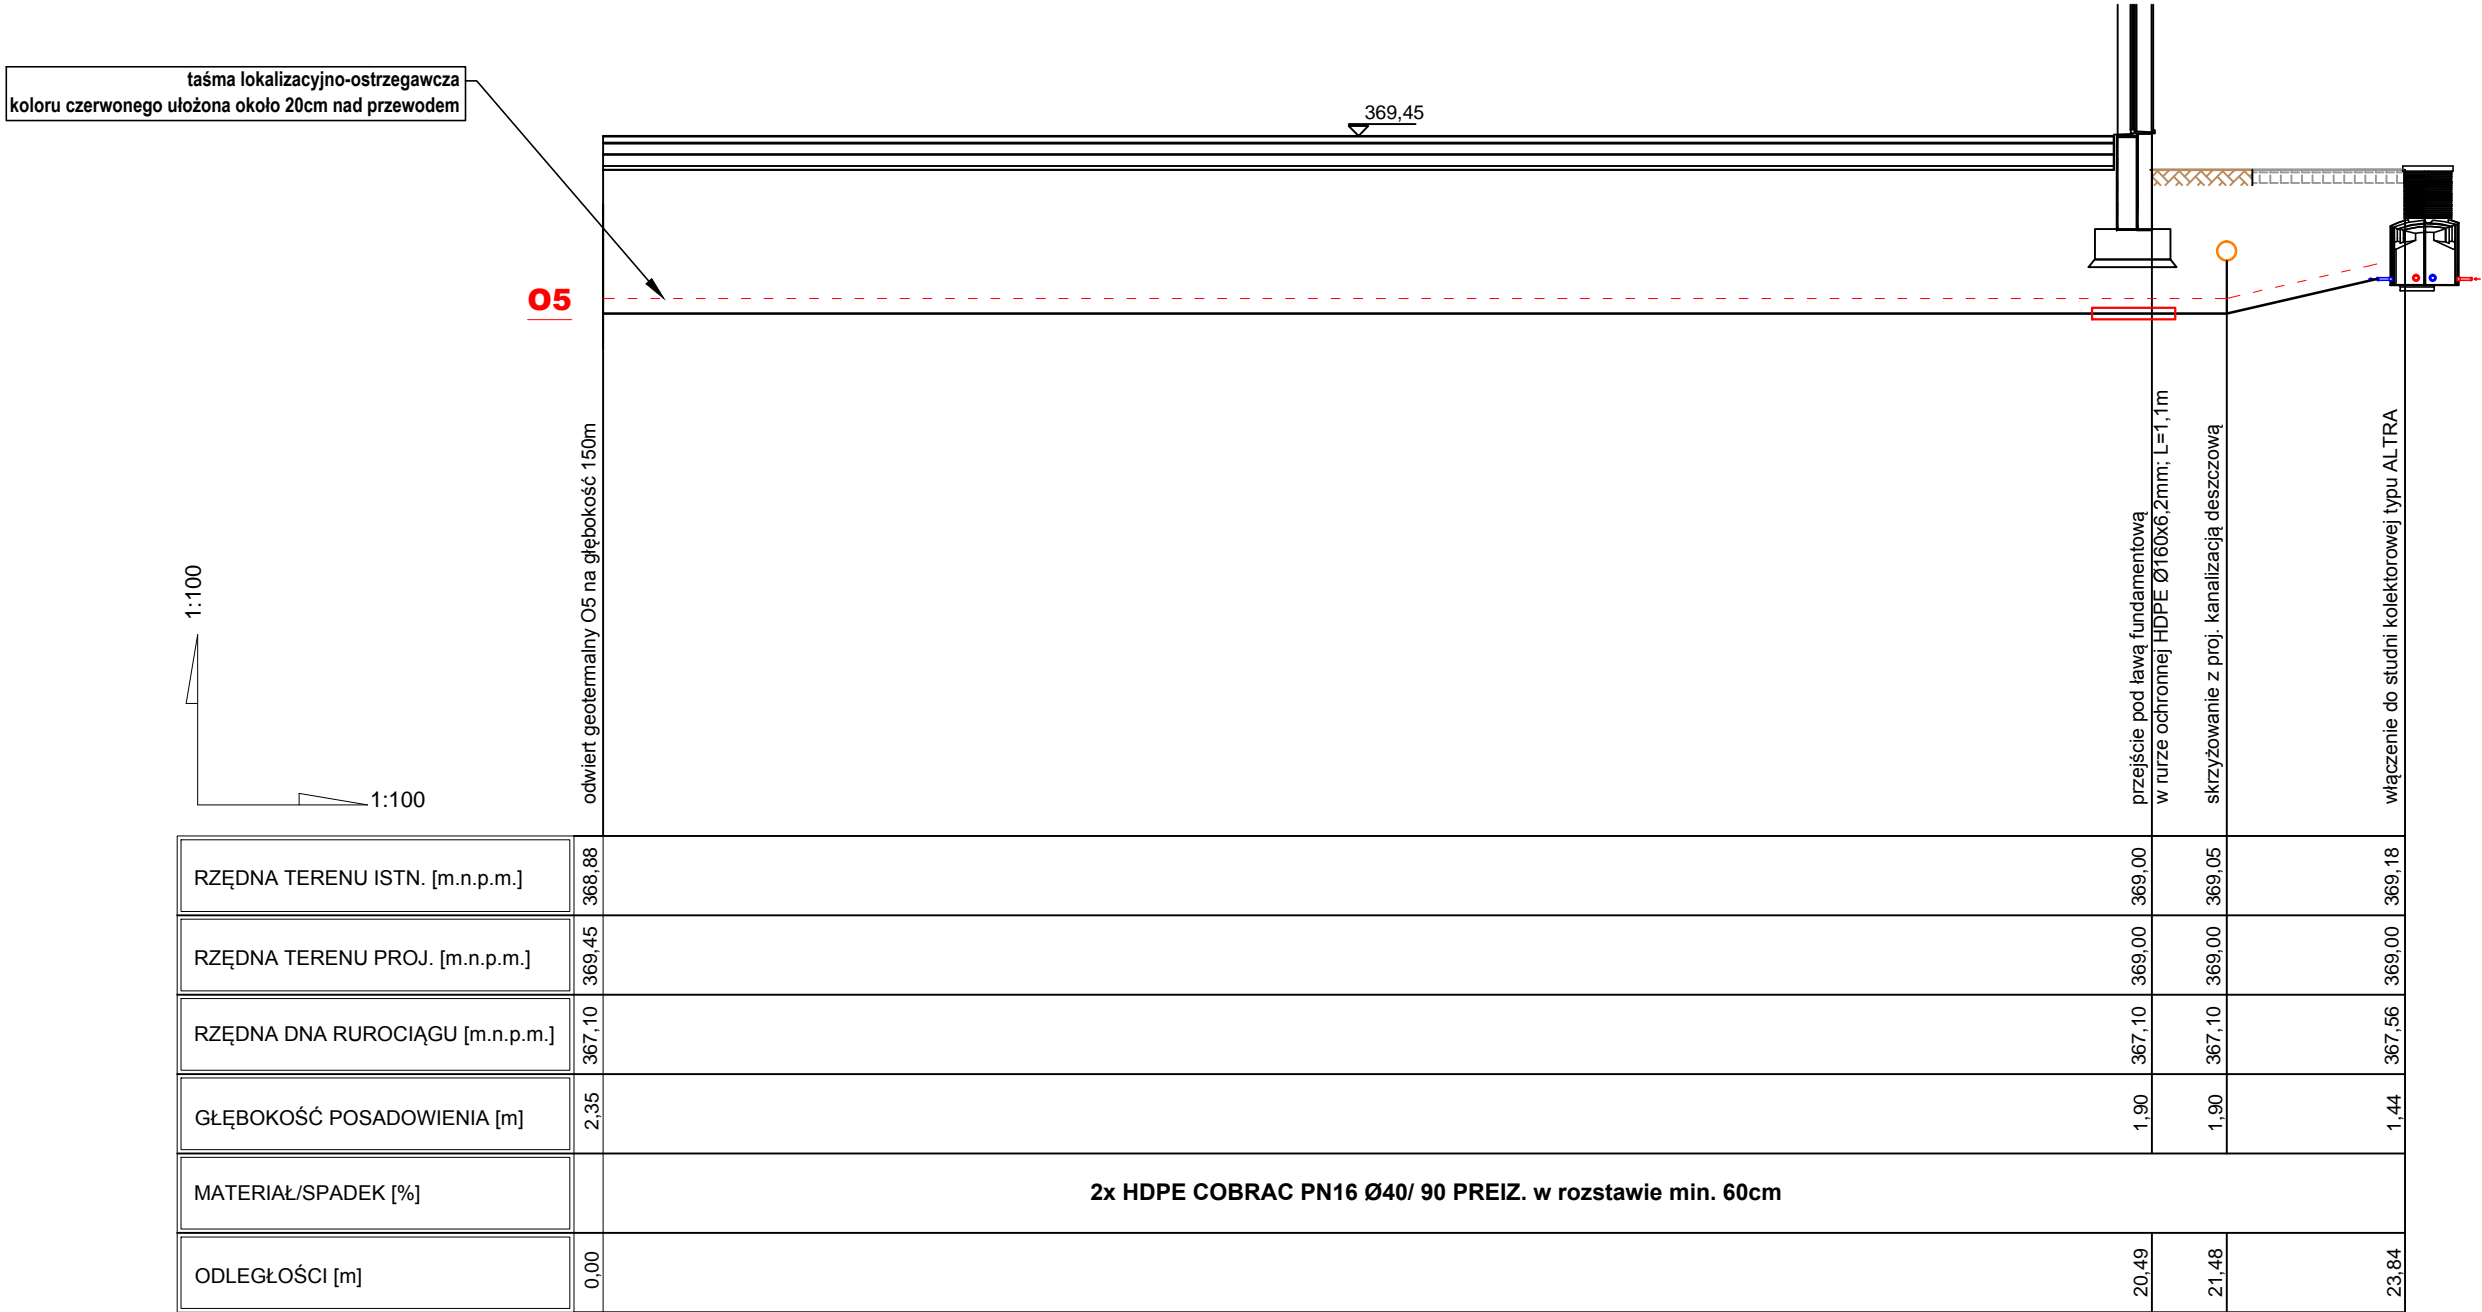 taśma lokalizacyjno-ostrzegawcza
koloru czerwonego ułożona około 20cm nad przewodem
369,45
O5
odwiert geotermalny O5 na głębokość 150m
przejście pod ławą fundamentową
w rurze ochronnej HDPE Ø160x6,2mm; L=1,1m
skrzyżowanie z proj. kanalizacją deszczową
włączenie do studni kolektorowej typu ALTRA
1:100
1:100
RZĘDNA TERENU ISTN. [m.n.p.m.] 368,88 369,00 369,05 369,18
RZĘDNA TERENU PROJ. [m.n.p.m.] 369,45 369,00 369,00 369,00
RZĘDNA DNA RUROCIĄGU [m.n.p.m.] 367,10 367,10 367,10 367,56
GŁĘBOKOŚĆ POSADOWIENIA [m] 2,35 1,90 1,90 1,44
MATERIAŁ/SPADEK [%] 2x HDPE COBRAC PN16 Ø40/ 90 PREIZ. w rozstawie min. 60cm
ODLEGŁOŚCI [m] 0,00 20,49 21,48 23,84